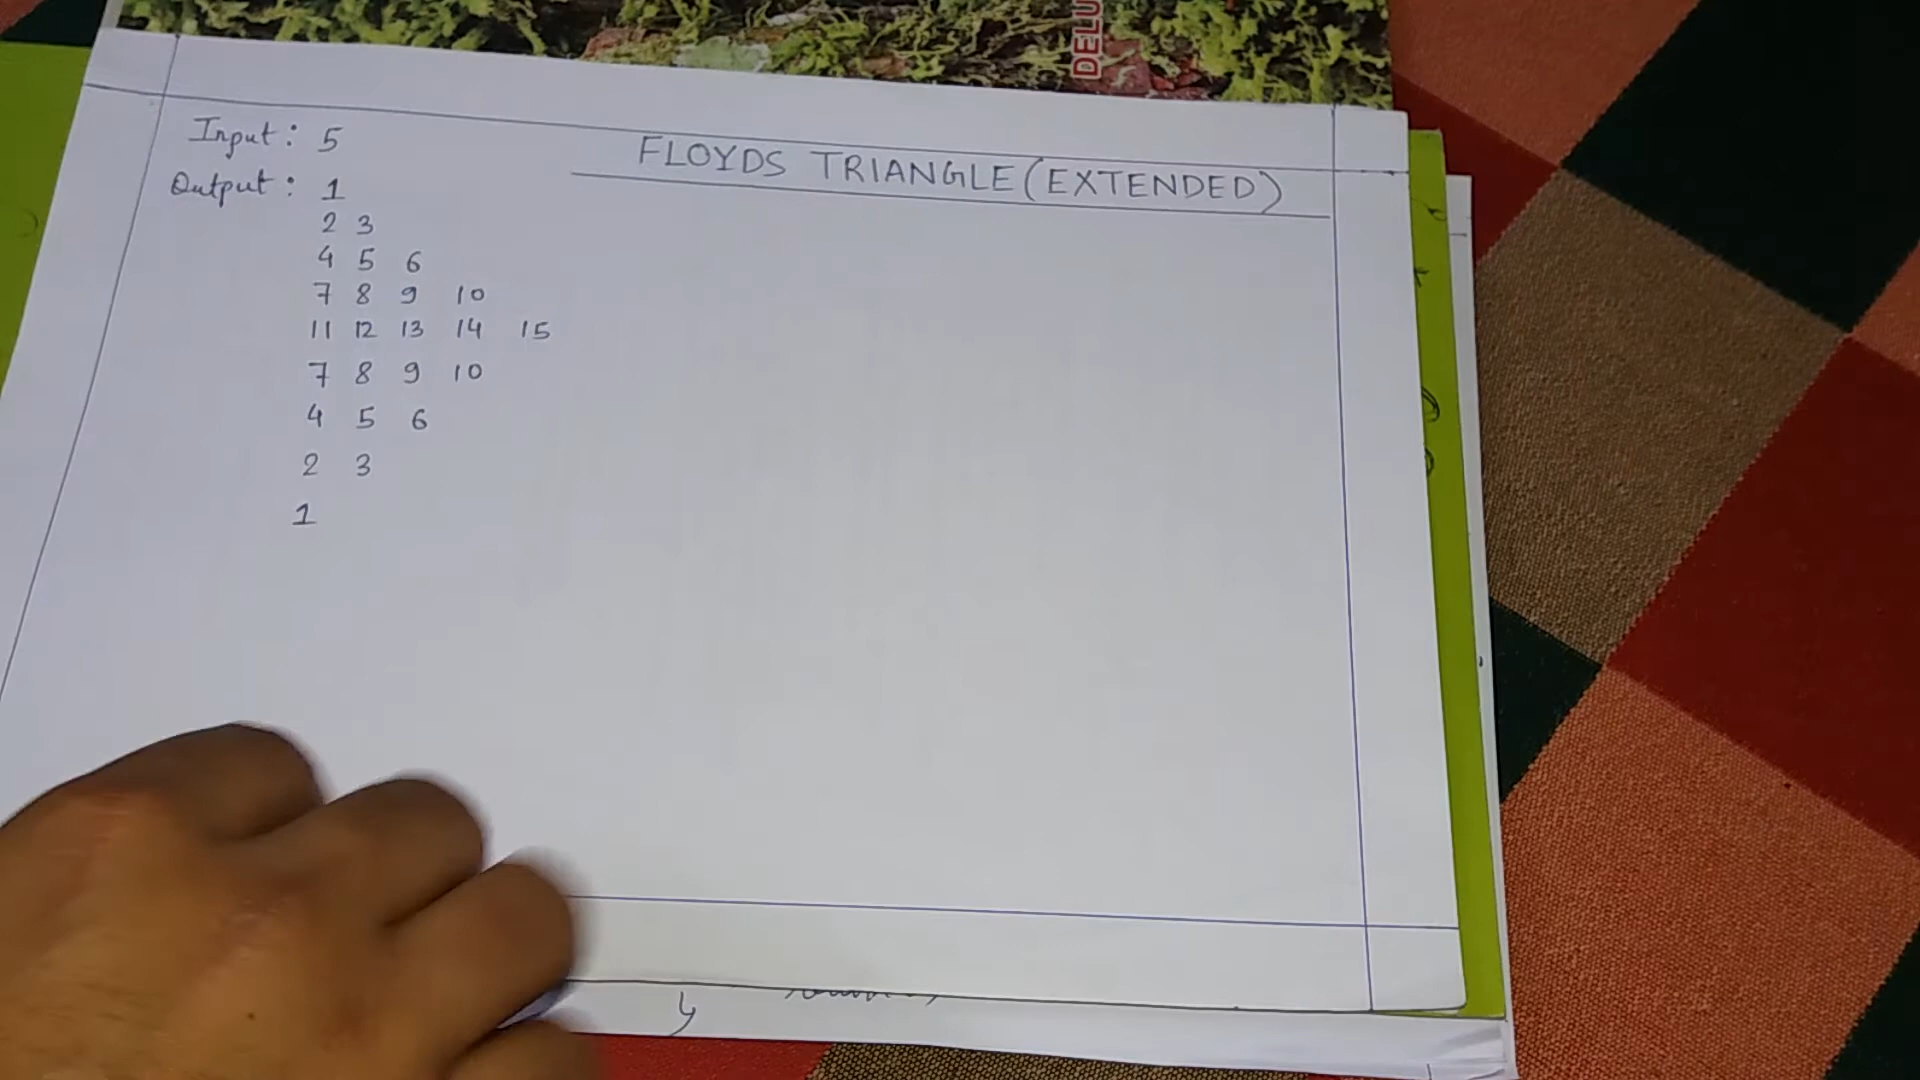 DELU
FLOYDS TRIANGLE (EXTENDED)
Input: 5
Output: 1
2 3
4 5 6
7 8 9 10
11 12 13 14 15
7 8 9 10
4 5 6
2 3
1